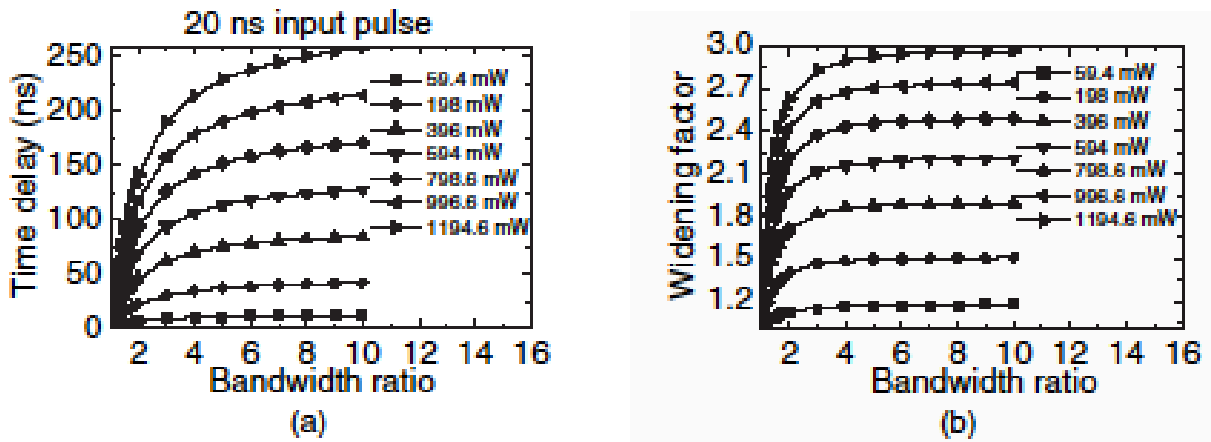 20 ns input pulse
Time delay (ns)
250
200
150
100
50
0
59.4 mW
198 mW
396 mW
594 mW
798.6 mW
996.6 mW
1194.6 mW
2 4 6 8 10 12 14 16
Bandwidth ratio
(a)
Widening factor
3.0
2.7
2.4
2.1
1.8
1.5
1.2
59.4 mW
198 mW
396 mW
594 mW
798.6 mW
996.6 mW
1194.6 mW
2 4 6 8 10 12 14 16
Bandwidth ratio
(b)